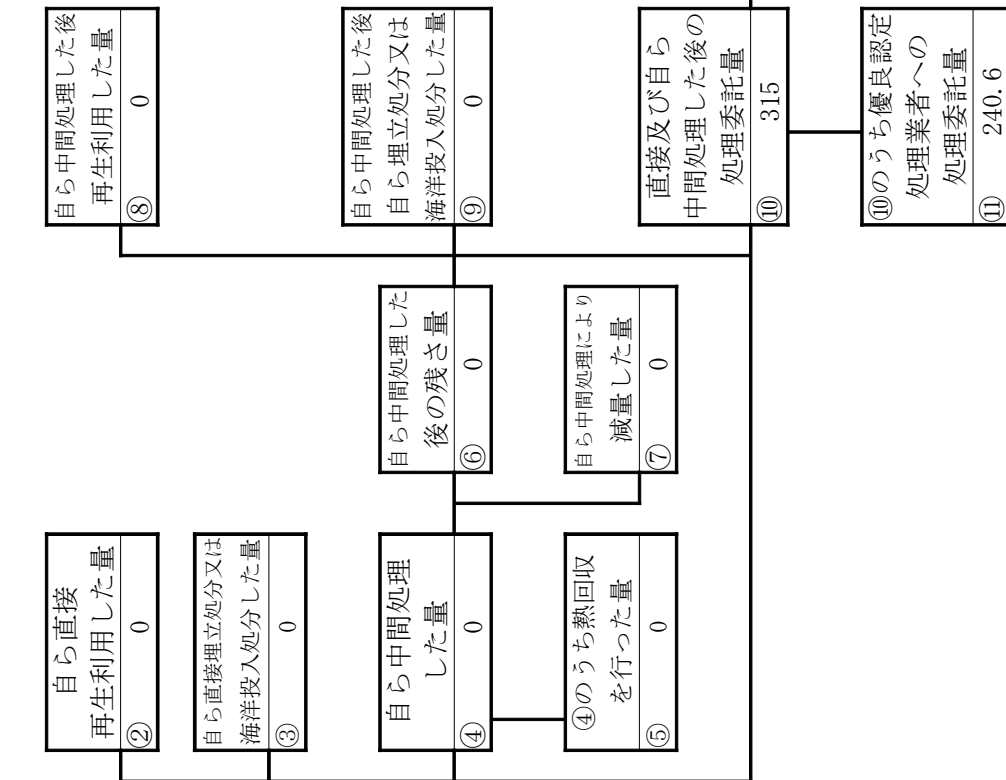 自ら直接
再生利用した量
② 0
自ら直接埋立処分又は
海洋投入処分した量
③ 0
自ら中間処理
した量
④ 0
④のうち熱回収
を行った量
⑤ 0
自ら中間処理した
後の残さ量
⑥ 0
自ら中間処理により
減量した量
⑦ 0
自ら中間処理した後
再生利用した量
⑧ 0
自ら中間処理した後
自ら埋立処分又は
海洋投入処分した量
⑨ 0
直接及び自ら
中間処理した後の
処理委託量
⑩ 315
⑩のうち優良認定
処理業者への
処理委託量
⑪ 240.6